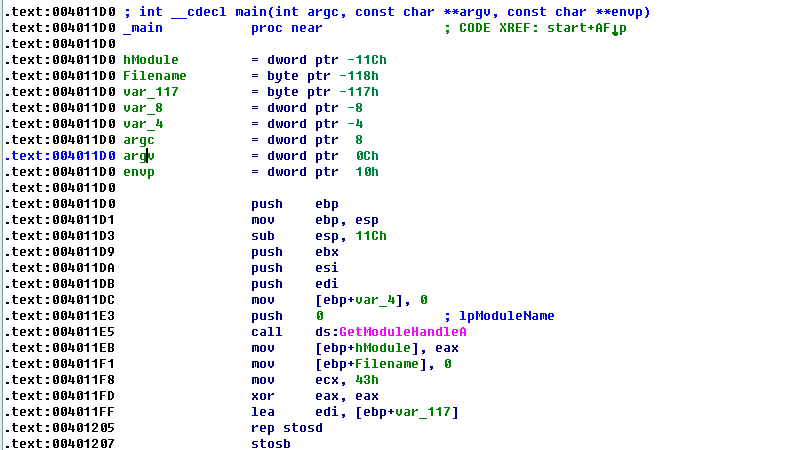 .text:004011D0 ; int __cdecl main(int argc, const char **argv, const char **envp)
.text:004011D0 _main proc near ; CODE XREF: start+AF↓p
.text:004011D0
.text:004011D0 hModule = dword ptr -11Ch
.text:004011D0 Filename = byte ptr -118h
.text:004011D0 var_117 = byte ptr -117h
.text:004011D0 var_8 = dword ptr -8
.text:004011D0 var_4 = dword ptr -4
.text:004011D0 argc = dword ptr 8
.text:004011D0 argv = dword ptr 0Ch
.text:004011D0 envp = dword ptr 10h
.text:004011D0
.text:004011D0 push ebp
.text:004011D1 mov ebp, esp
.text:004011D3 sub esp, 11Ch
.text:004011D9 push ebx
.text:004011DA push esi
.text:004011DB push edi
.text:004011DC mov [ebp+var_4], 0
.text:004011E3 push 0 ; lpModuleName
.text:004011E5 call ds:GetModuleHandleA
.text:004011EB mov [ebp+hModule], eax
.text:004011F1 mov [ebp+Filename], 0
.text:004011F8 mov ecx, 43h
.text:004011FD xor eax, eax
.text:004011FF lea edi, [ebp+var_117]
.text:00401205 rep stosd
.text:00401207 stosb